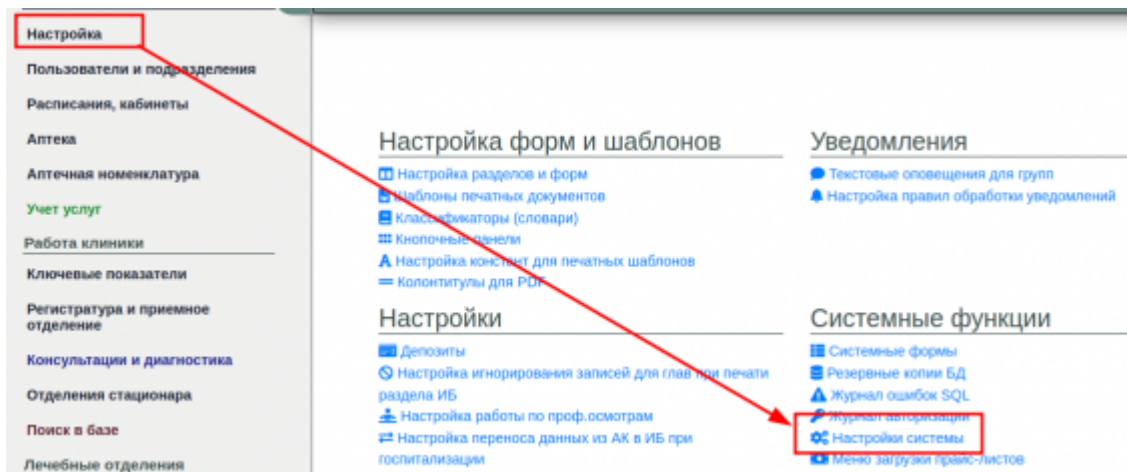 Настройка
Пользователи и подразделения
Расписания, кабинеты
Аптека
Аптечная номенклатура
Учет услуг
Работа клиники
Ключевые показатели
Регистратура и приемное
отделение
Консультации и диагностика
Отделения стационара
Поиск в базе
Лечебные отделения
Настройка форм и шаблонов
Настройка разделов и форм
Шаблоны печатных документов
Классификаторы (словари)
Кнопочные панели
Настройка констант для печатных шаблонов
Колонтитулы для PDF
Уведомления
Текстовые оповещения для групп
Настройка правил обработки уведомлений
Настройки
Депозиты
Настройка игнорирования записей для глав при печати
раздела ИБ
Настройка работы по проф.осмотрам
Настройка переноса данных из АК в ИБ при
госпитализации
Системные функции
Системные формы
Резервные копии БД
Журнал ошибок SQL
Журнал авторизации
Настройки системы
Меню загрузки прайс-листов